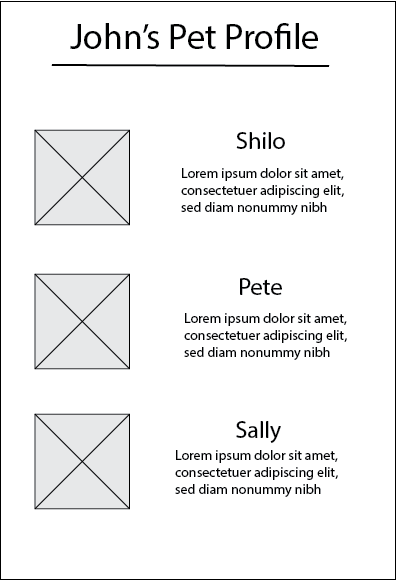 John’s Pet Profile
Shilo
Lorem ipsum dolor sit amet,
consectetuer adipiscing elit,
sed diam nonummy nibh
Pete
Lorem ipsum dolor sit amet,
consectetuer adipiscing elit,
sed diam nonummy nibh
Sally
Lorem ipsum dolor sit amet,
consectetuer adipiscing elit,
sed diam nonummy nibh